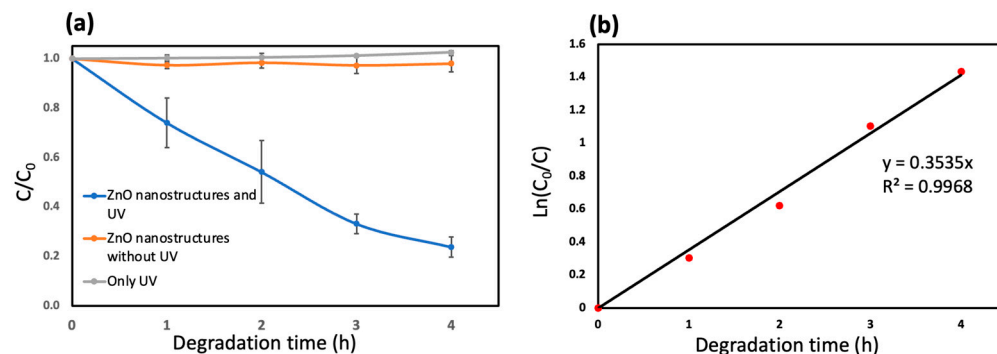 (a)
1.0
0.8
0.6
0.4
0.2
0.0
C/C₀
ZnO nanostructures and
UV
ZnO nanostructures
without UV
Only UV
0 1 2 3 4
Degradation time (h)
(b)
1.6
1.4
1.2
1
0.8
0.6
0.4
0.2
0
Ln(C₀/C)
y = 0.3535x
R² = 0.9968
0 1 2 3 4
Degradation time (h)